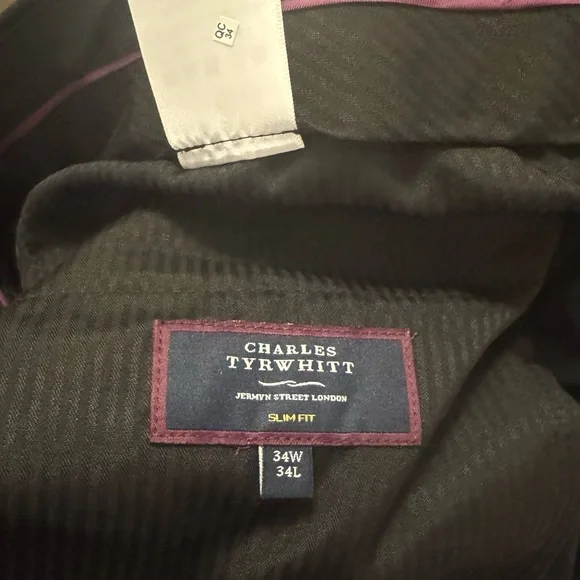 QC
34
CHARLES
TYRWHITT
JERMYN STREET LONDON
SLIM FIT
34W
34L